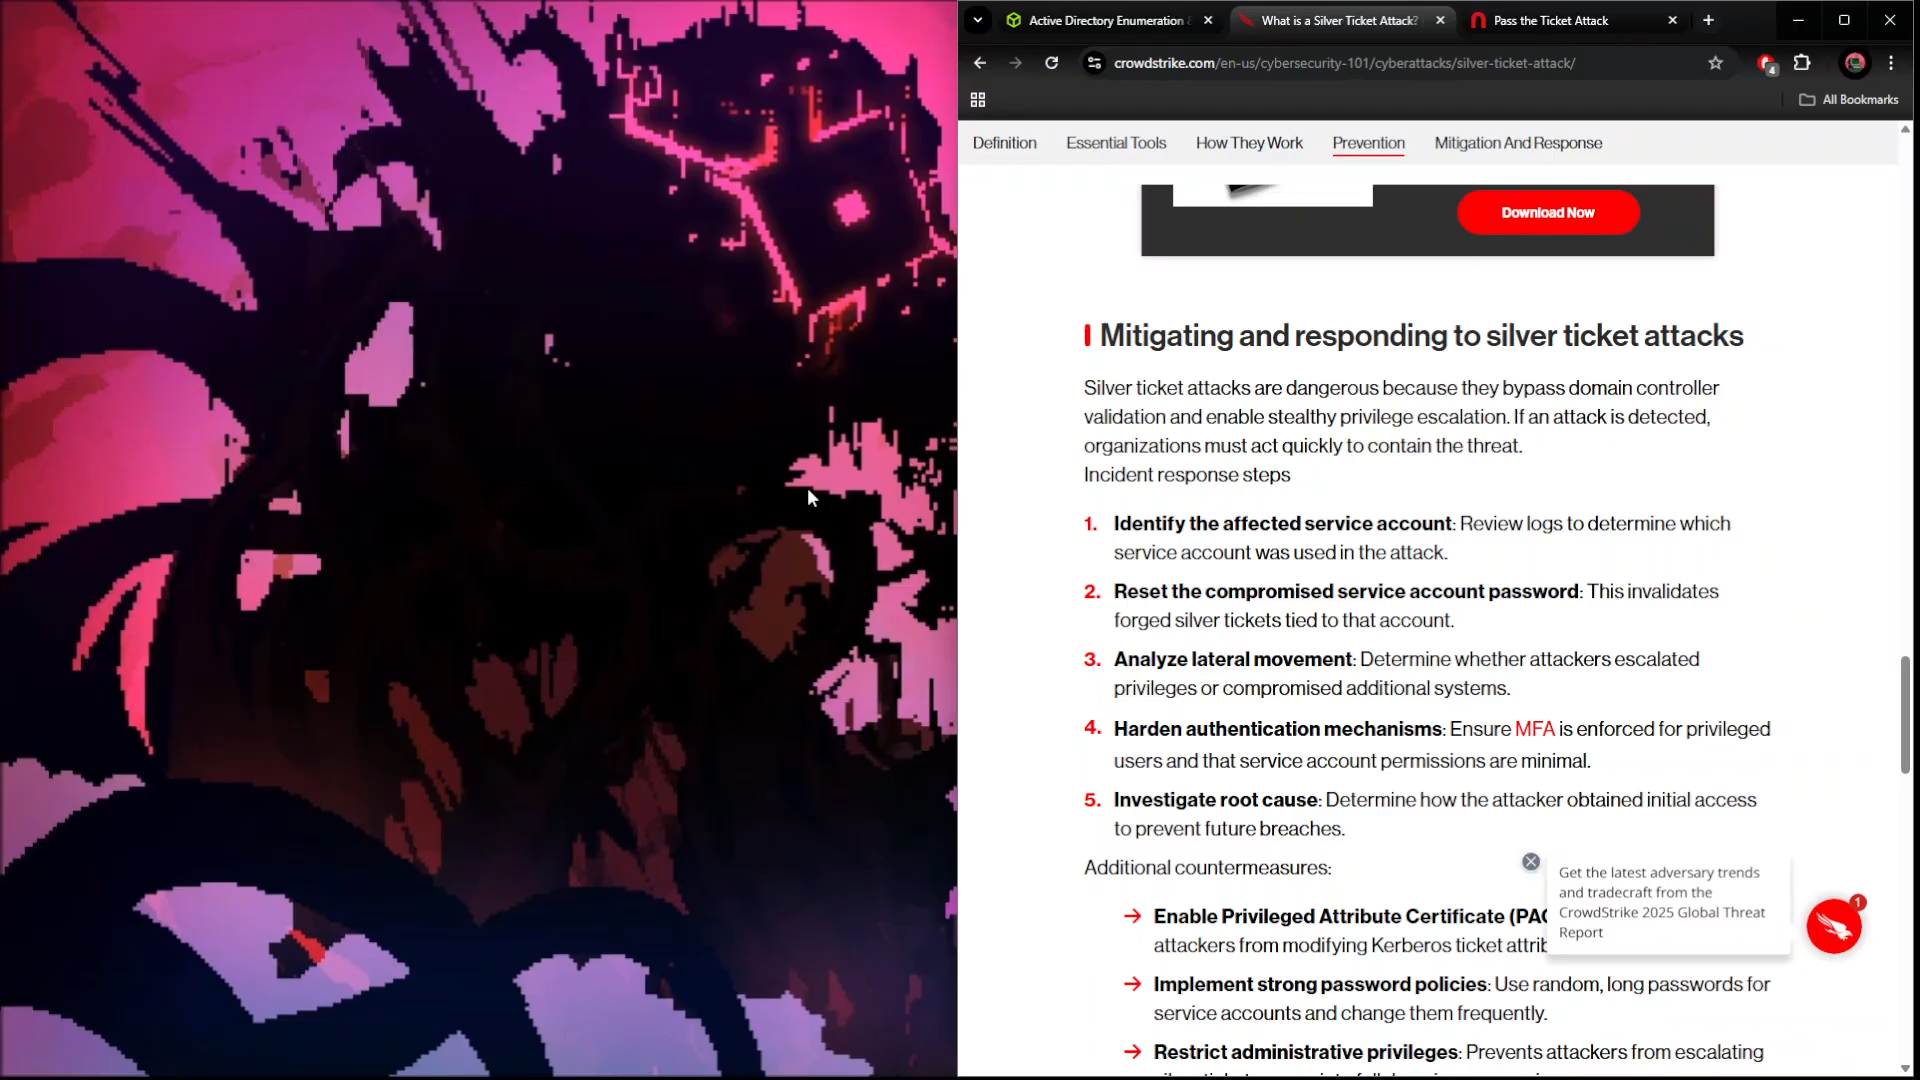 Active Directory Enumeration
What is a Silver Ticket Attack?
Pass the Ticket Attack
crowdstrike.com/en-us/cybersecurity-101/cyberattacks/silver-ticket-attack/
4
All Bookmarks
Definition
Essential Tools
How They Work
Prevention
Mitigation And Response
Download Now
Mitigating and responding to silver ticket attacks
Silver ticket attacks are dangerous because they bypass domain controller
validation and enable stealthy privilege escalation. If an attack is detected,
organizations must act quickly to contain the threat.
Incident response steps
1. Identify the affected service account: Review logs to determine which
service account was used in the attack.
2. Reset the compromised service account password: This invalidates
forged silver tickets tied to that account.
3. Analyze lateral movement: Determine whether attackers escalated
privileges or compromised additional systems.
4. Harden authentication mechanisms: Ensure MFA is enforced for privileged
users and that service account permissions are minimal.
5. Investigate root cause: Determine how the attacker obtained initial access
to prevent future breaches.
Additional countermeasures:
→ Enable Privileged Attribute Certificate (PAC
attackers from modifying Kerberos ticket attrib
→ Implement strong password policies: Use random, long passwords for
service accounts and change them frequently.
→ Restrict administrative privileges: Prevents attackers from escalating
Get the latest adversary trends
and tradecraft from the
CrowdStrike 2025 Global Threat
Report
1